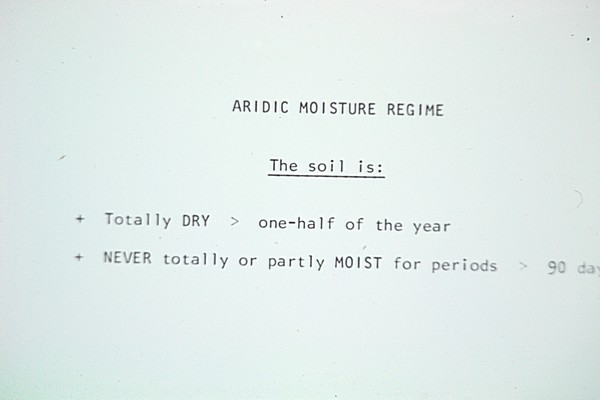 ARIDIC MOISTURE REGIME
The soil is:
+ Totally DRY > one-half of the year
+ NEVER totally or partly MOIST for periods > 90